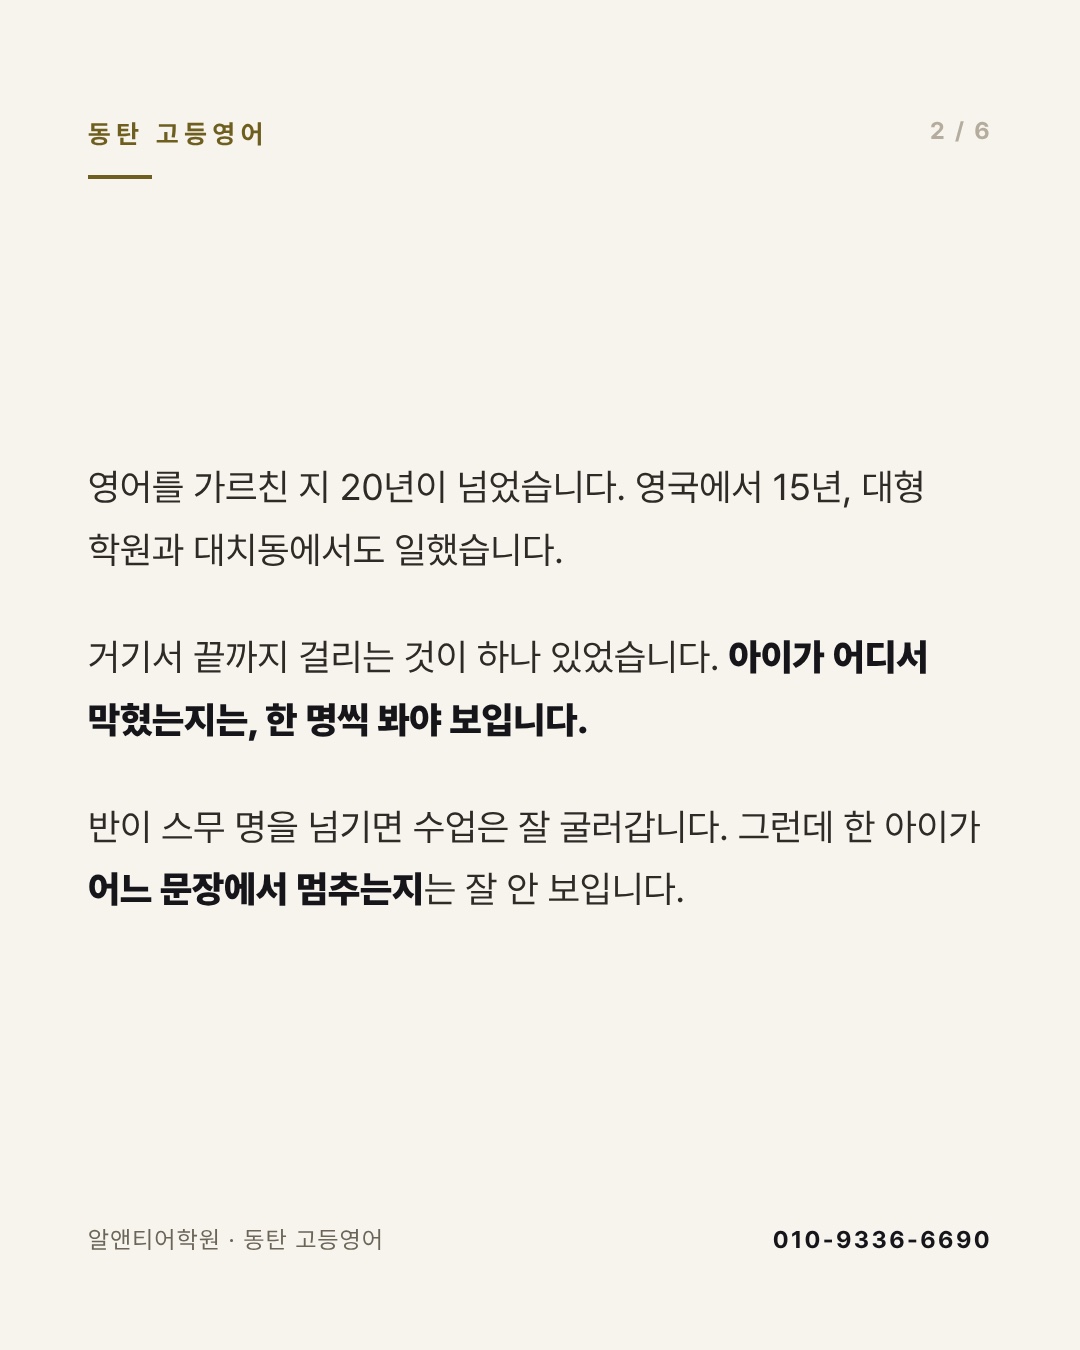 동탄 고등영어
2 / 6
영어를 가르친 지 20년이 넘었습니다. 영국에서 15년, 대형
학원과 대치동에서도 일했습니다.
거기서 끝까지 걸리는 것이 하나 있었습니다. 아이가 어디서
막혔는지는, 한 명씩 봐야 보입니다.
반이 스무 명을 넘기면 수업은 잘 굴러갑니다. 그런데 한 아이가
어느 문장에서 멈추는지는 잘 안 보입니다.
알앤티어학원 · 동탄 고등영어
010-9336-6690